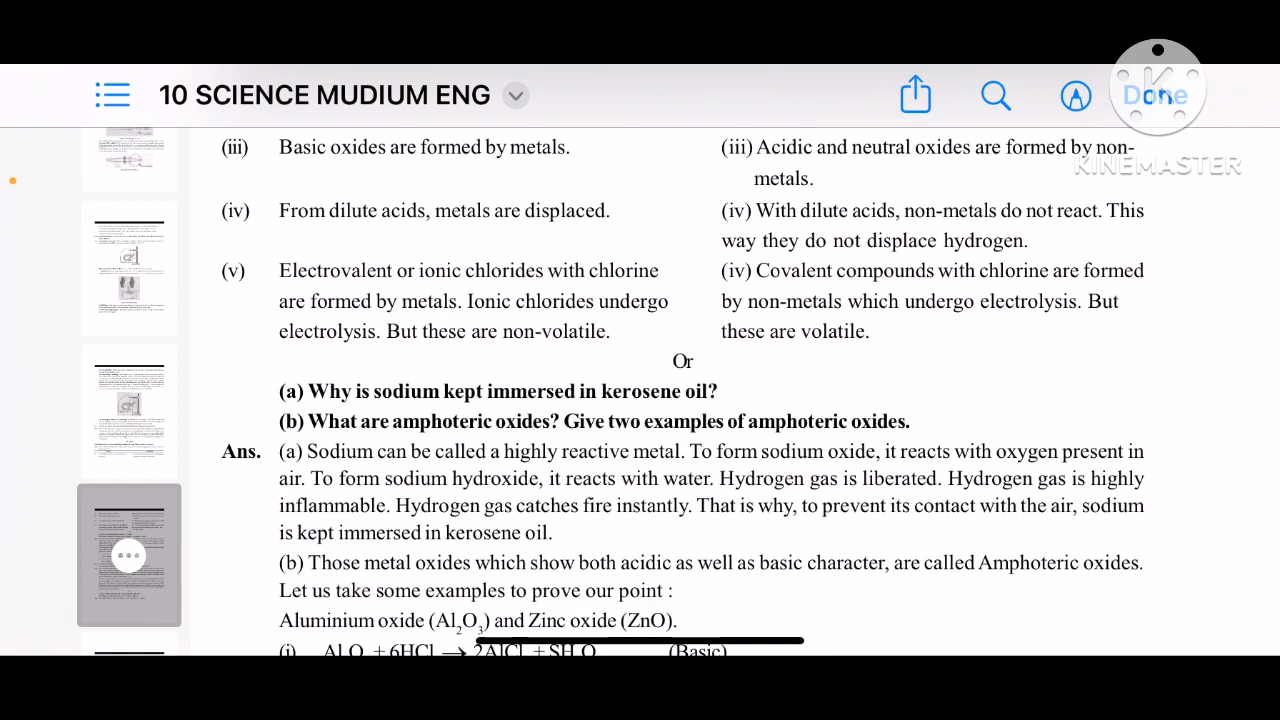 10 SCIENCE MUDIUM ENG
Done
KINEMASTER
(iii) Basic oxides are formed by metals.
(iii) Acidic and neutral oxides are formed by non-
metals.
(iv) From dilute acids, metals are displaced.
(iv) With dilute acids, non-metals do not react. This
way they do not displace hydrogen.
(v) Electrovalent or ionic chlorides with chlorine
are formed by metals. Ionic chlorides undergo
electrolysis. But these are non-volatile.
(iv) Covalent compounds with chlorine are formed
by non-metals which undergo electrolysis. But
these are volatile.
Or
(a) Why is sodium kept immersed in kerosene oil?
(b) What are amphoteric oxides? Give two examples of amphoteric oxides.
Ans. (a) Sodium can be called a highly reactive metal. To form sodium oxide, it reacts with oxygen present in
air. To form sodium hydroxide, it reacts with water. Hydrogen gas is liberated. Hydrogen gas is highly
inflammable. Hydrogen gas catche fire instantly. That is why, to prevent its contact with the air, sodium
is kept immersed in kerosene oil.
(b) Those metal oxides which show both acidic as well as basic character, are called Amphoteric oxides.
Let us take some examples to prove our point :
Aluminium oxide (Al₂O₃) and Zinc oxide (ZnO).
(i) Al O + 6HCl → 2AlCl + SH O (Basic)